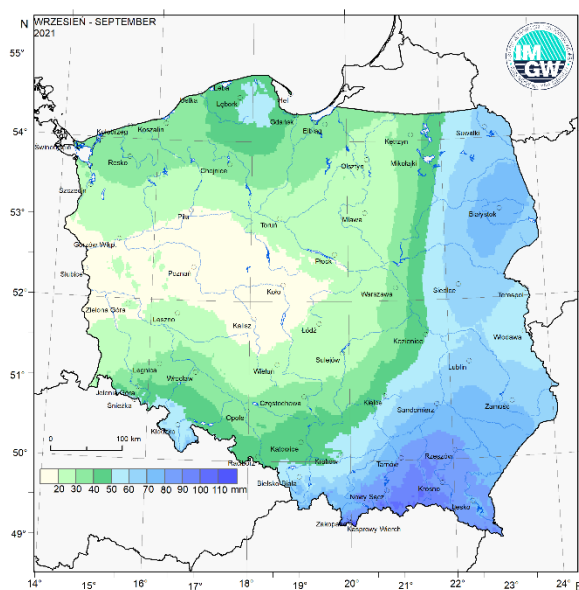 N
WRZESIEŃ - SEPTEMBER
2021
IM
GW
55°
Łeba
Hel
Ustka
Lębork
Gdańsk
Elbląg
Kołobrzeg
Koszalin
Suwałki
54°
Kętrzyn
Świnoujście
Resko
Chojnice
Olsztyn
Mikołajki
Szczecin
53°
Piła
Toruń
Mława
Białystok
Gorzów Wlkp.
Płock
Słubice
Poznań
Koło
Warszawa
Siedlce
Terespol
52°
Zielona Góra
Leszno
Kalisz
Łódź
Kozienice
Włodawa
Sulejów
51°
Legnica
Wrocław
Wieluń
Lublin
Jelenia Góra
Śnieżka
Częstochowa
Kielce
Sandomierz
Zamość
Opole
Kłodzko
0
100 km
50°
Katowice
Racibórz
Kraków
Tarnów
Rzeszów
20 30 40 50 60 70 80 90 100 110 mm
Bielsko-Biała
Nowy Sącz
Krosno
Lesko
Zakopane
Kasprowy Wierch
49°
14° 15° 16° 17° 18° 19° 20° 21° 22° 23° 24° E